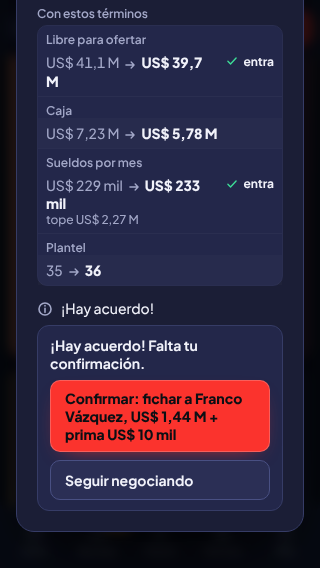 Con estos términos
Libre para ofertar
US$ 41,1 M → US$ 39,7 M ✓ entra
Caja
US$ 7,23 M → US$ 5,78 M
Sueldos por mes
US$ 229 mil → US$ 233 mil ✓ entra
tope US$ 2,27 M
Plantel
35 → 36
¡Hay acuerdo!
¡Hay acuerdo! Falta tu
confirmación.
Confirmar: fichar a Franco
Vázquez, US$ 1,44 M +
prima US$ 10 mil
Seguir negociando